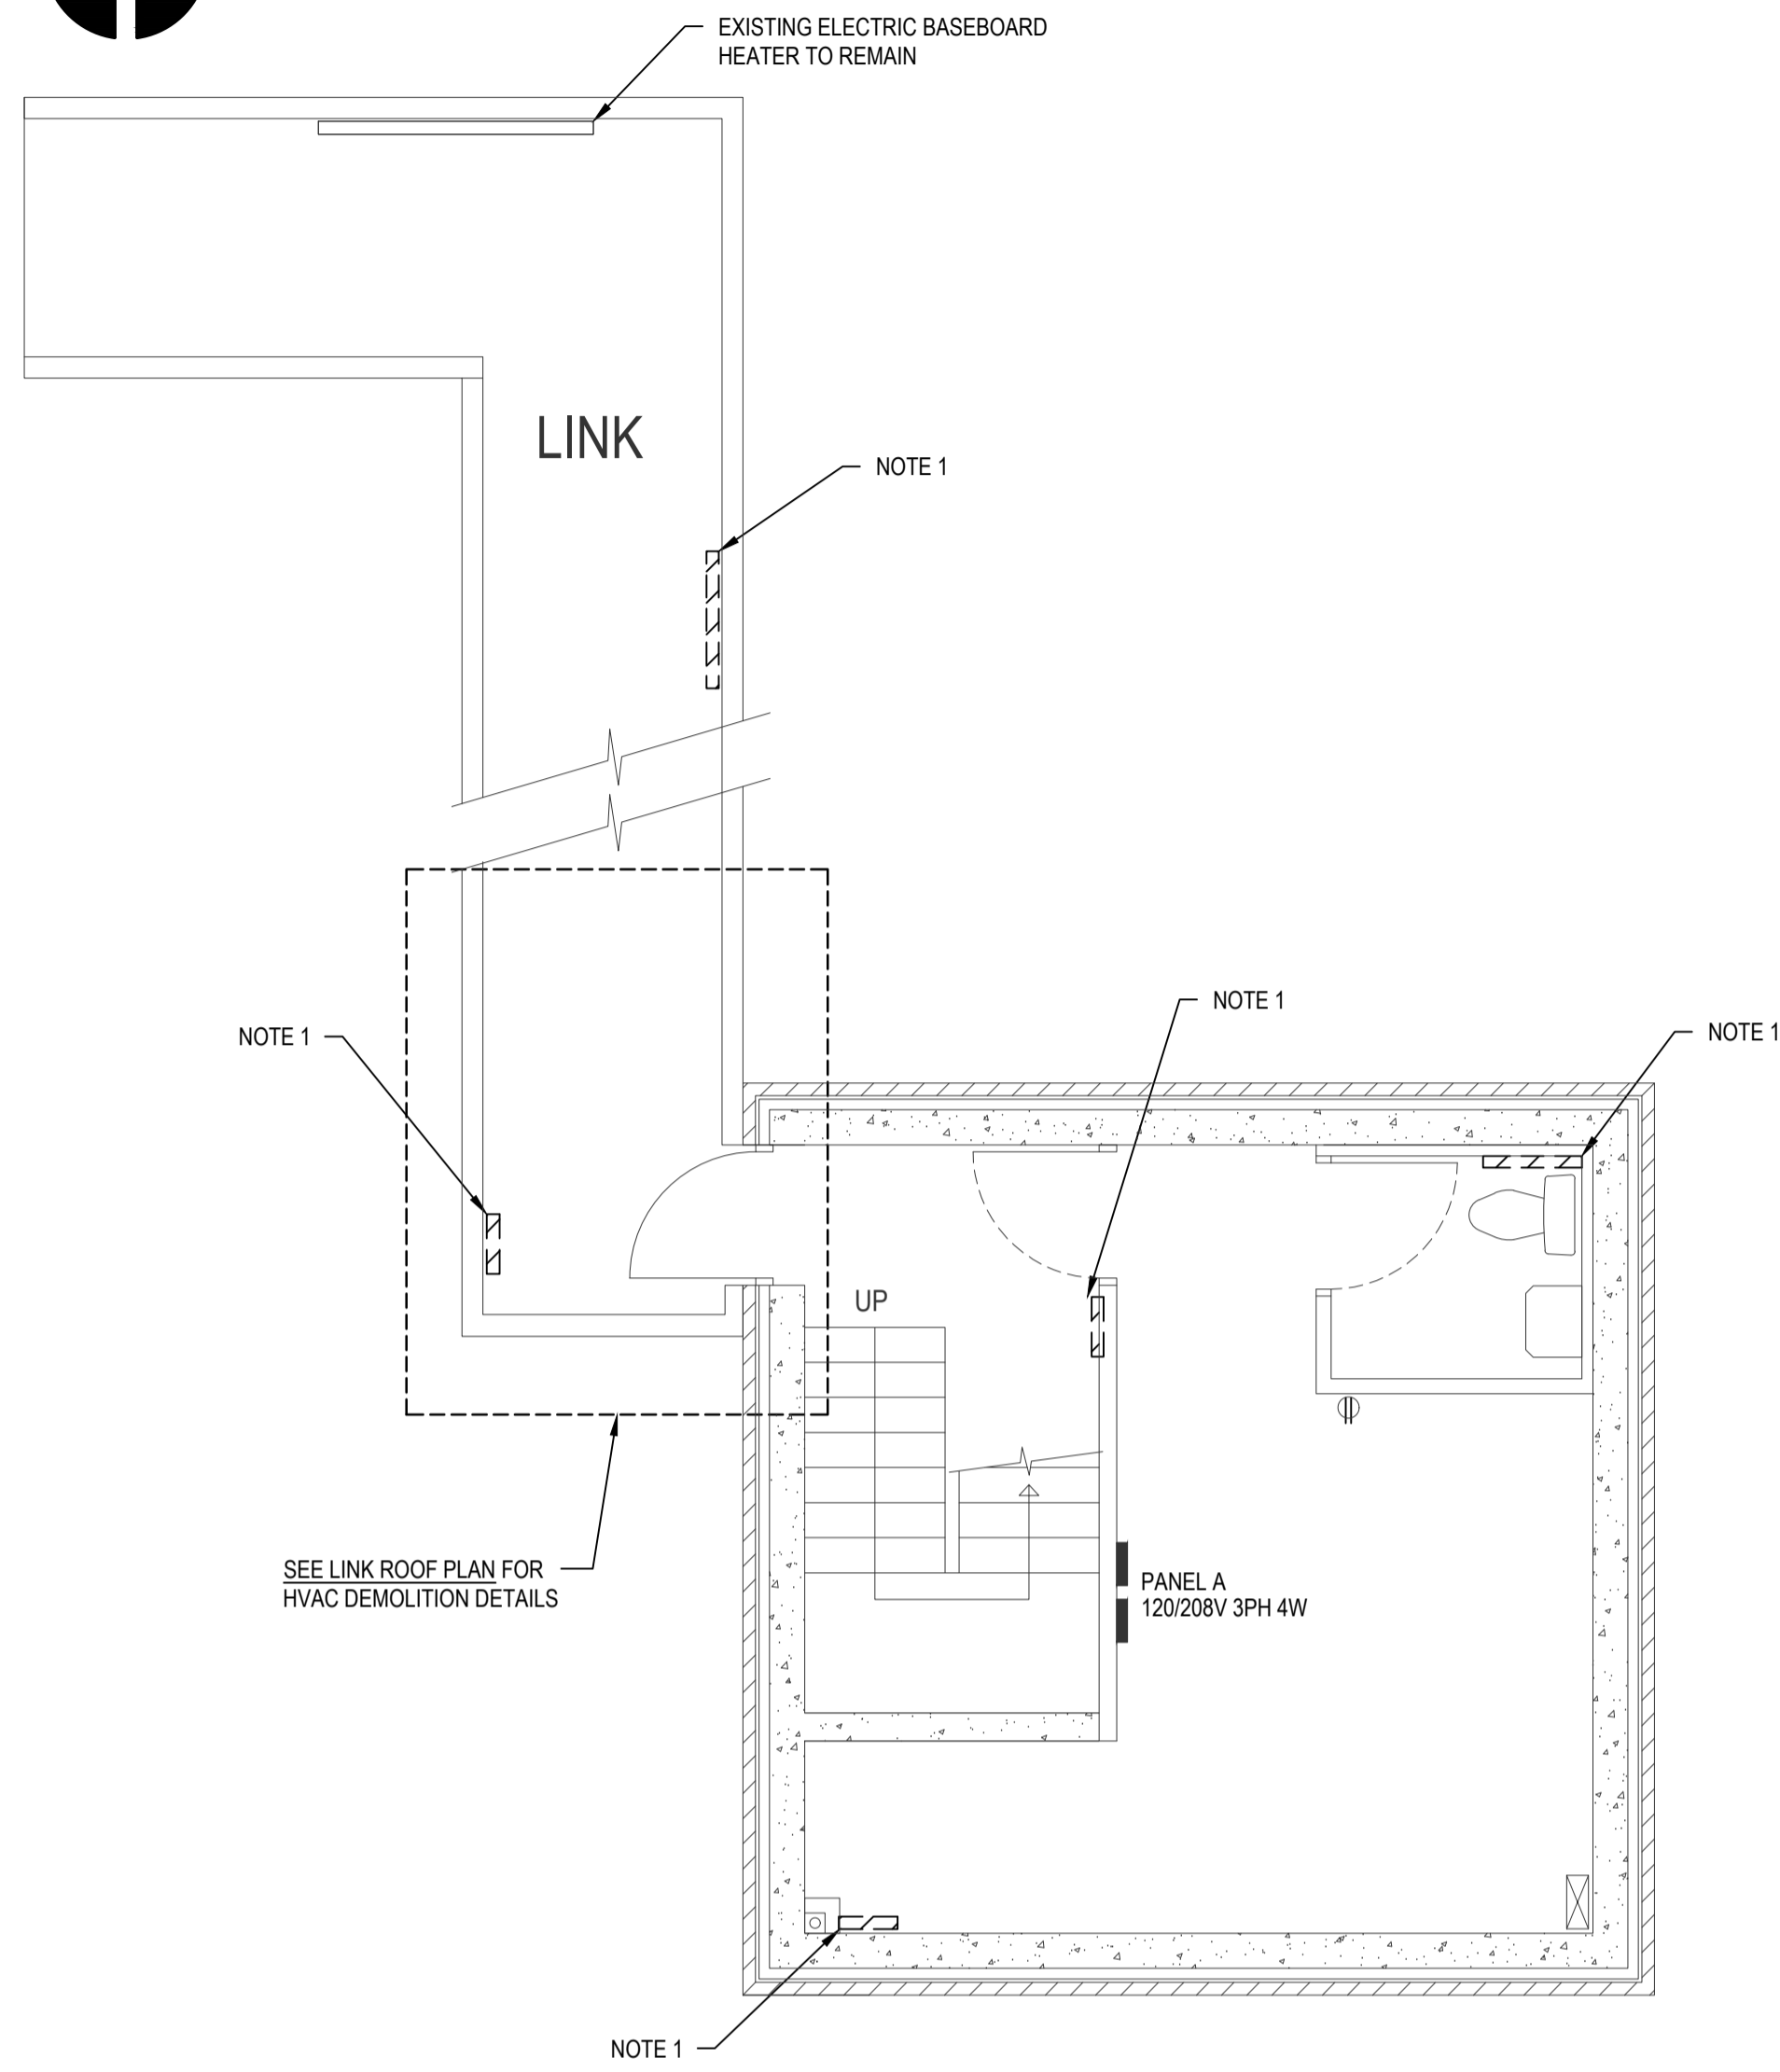 EXISTING ELECTRIC BASEBOARD
HEATER TO REMAIN
LINK
NOTE 1
NOTE 1
NOTE 1
NOTE 1
UP
SEE LINK ROOF PLAN FOR
HVAC DEMOLITION DETAILS
PANEL A
120/208V 3PH 4W
NOTE 1